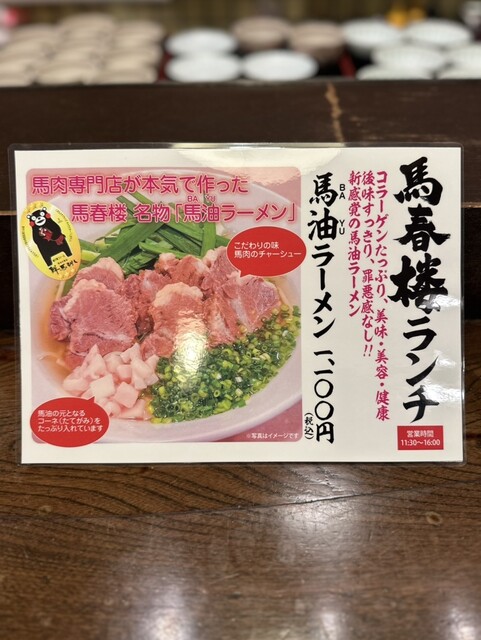 馬春楼ランチ
営業時間
11:30～16:00
コラーゲンたっぷり、美味・美容・健康
後味すっきり、罪悪感なし!!
新感覚の馬油ラーメン
馬油ラーメン 一、一〇〇円(税込)
BA YU
馬肉専門店が本気で作った
BA YU
馬春楼 名物「馬油ラーメン」
こだわりの味
馬肉のチャーシュー
馬油の元となる
コーネ(たてがみ)を
たっぷり入れています
※写真はイメージです